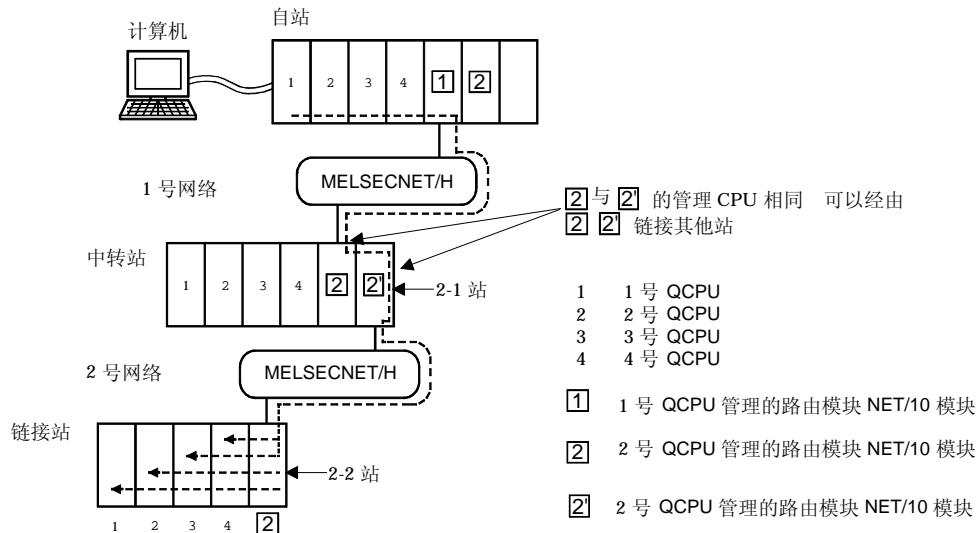 计算机
自站
1 2 3 4 1 2
1 号网络
MELSECNET/H
2 与 2' 的管理 CPU 相同 可以经由
2 2' 链接其他站
中转站
1 2 3 4 2 2'
2-1 站
1 1 号 QCPU
2 2 号 QCPU
3 3 号 QCPU
4 4 号 QCPU
2 号网络
MELSECNET/H
1 1 号 QCPU 管理的路由模块 NET/10 模块
链接站
2 2 号 QCPU 管理的路由模块 NET/10 模块
2-2 站
2' 2 号 QCPU 管理的路由模块 NET/10 模块
1 2 3 4 2